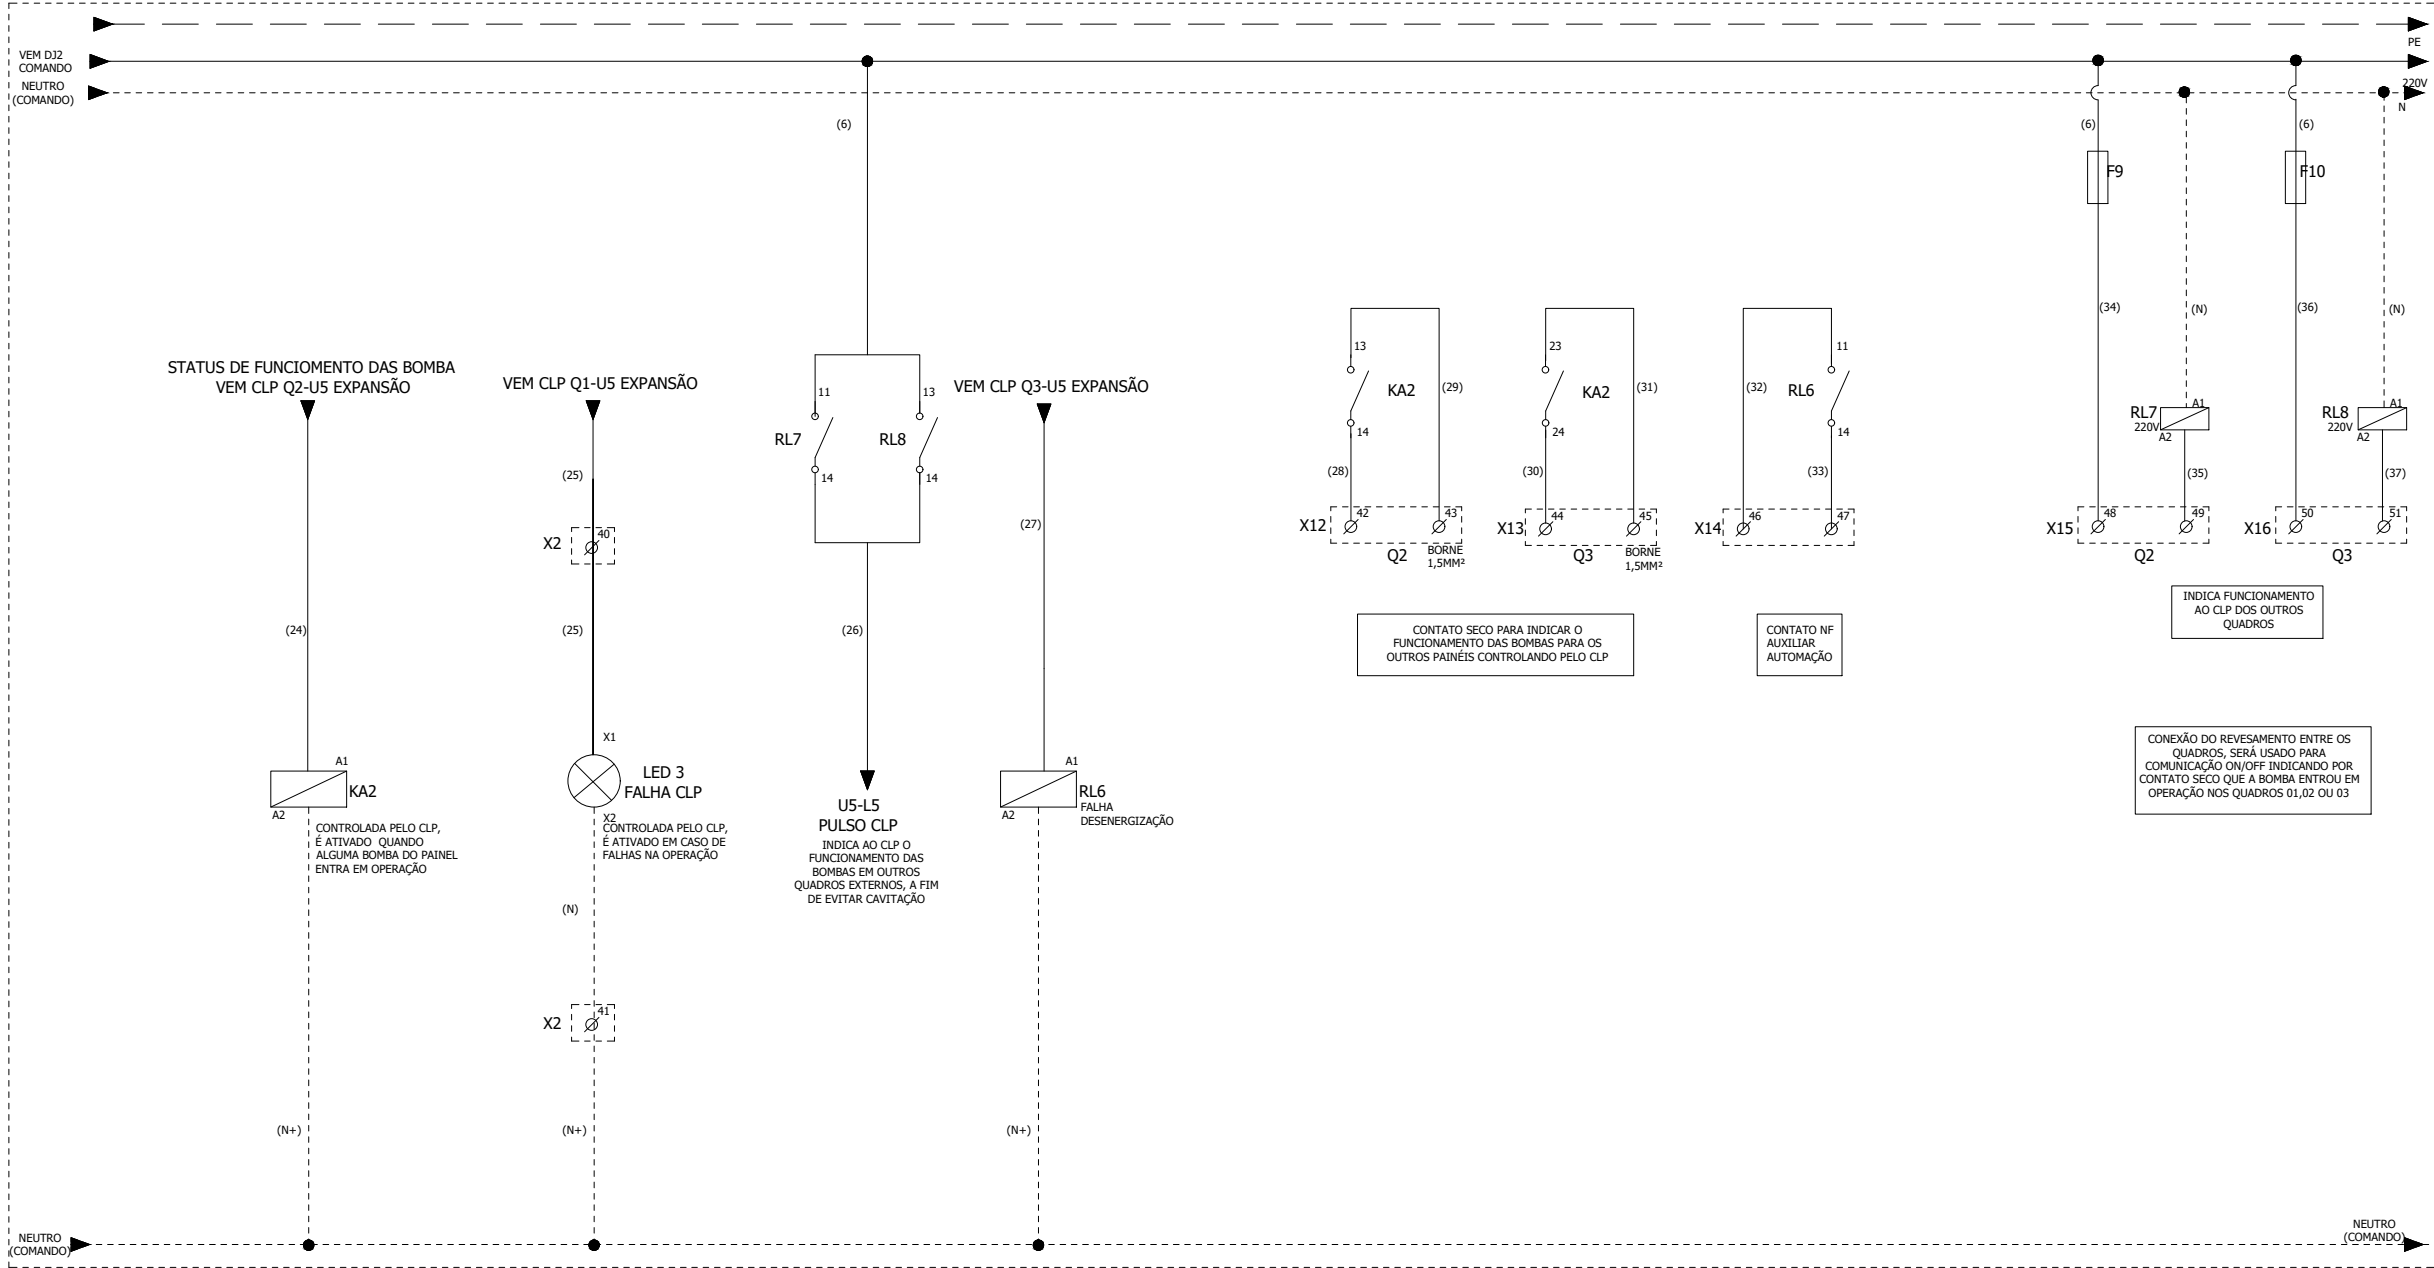 PE
VEM DJ2
COMANDO
NEUTRO
(COMANDO)
220V
N
(6)
(6)
(6)
F9
F10
(34)
(N)
(36)
(N)
STATUS DE FUNCIOMENTO DAS BOMBA
VEM CLP Q2-U5 EXPANSÃO
VEM CLP Q1-U5 EXPANSÃO
VEM CLP Q3-U5 EXPANSÃO
11
RL7
14
13
RL8
14
13
KA2
14
(29)
(28)
23
KA2
24
(31)
(30)
(32)
11
RL6
14
(33)
RL7
220V
A1
A2
(35)
RL8
220V
A1
A2
(37)
(25)
X2
40
(27)
X12
42
43
Q2
BORNE
1,5MM²
X13
44
45
Q3
BORNE
1,5MM²
X14
46
47
X15
48
49
Q2
X16
50
51
Q3
INDICA FUNCIONAMENTO
AO CLP DOS OUTROS
QUADROS
(24)
(25)
(26)
CONTATO SECO PARA INDICAR O
FUNCIONAMENTO DAS BOMBAS PARA OS
OUTROS PAINÉIS CONTROLANDO PELO CLP
CONTATO NF
AUXILIAR
AUTOMAÇÃO
CONEXÃO DO REVESAMENTO ENTRE OS
QUADROS, SERÁ USADO PARA
COMUNICAÇÃO ON/OFF INDICANDO POR
CONTATO SECO QUE A BOMBA ENTROU EM
OPERAÇÃO NOS QUADROS 01,02 OU 03
A1
KA2
A2
CONTROLADA PELO CLP,
É ATIVADO QUANDO
ALGUMA BOMBA DO PAINEL
ENTRA EM OPERAÇÃO
X1
LED 3
FALHA CLP
X2
CONTROLADA PELO CLP,
É ATIVADO EM CASO DE
FALHAS NA OPERAÇÃO
U5-L5
PULSO CLP
INDICA AO CLP O
FUNCIONAMENTO DAS
BOMBAS EM OUTROS
QUADROS EXTERNOS, A FIM
DE EVITAR CAVITAÇÃO
A1
RL6
A2
FALHA
DESENERGIZAÇÃO
(N)
X2
41
(N+)
(N+)
(N+)
NEUTRO
(COMANDO)
NEUTRO
(COMANDO)